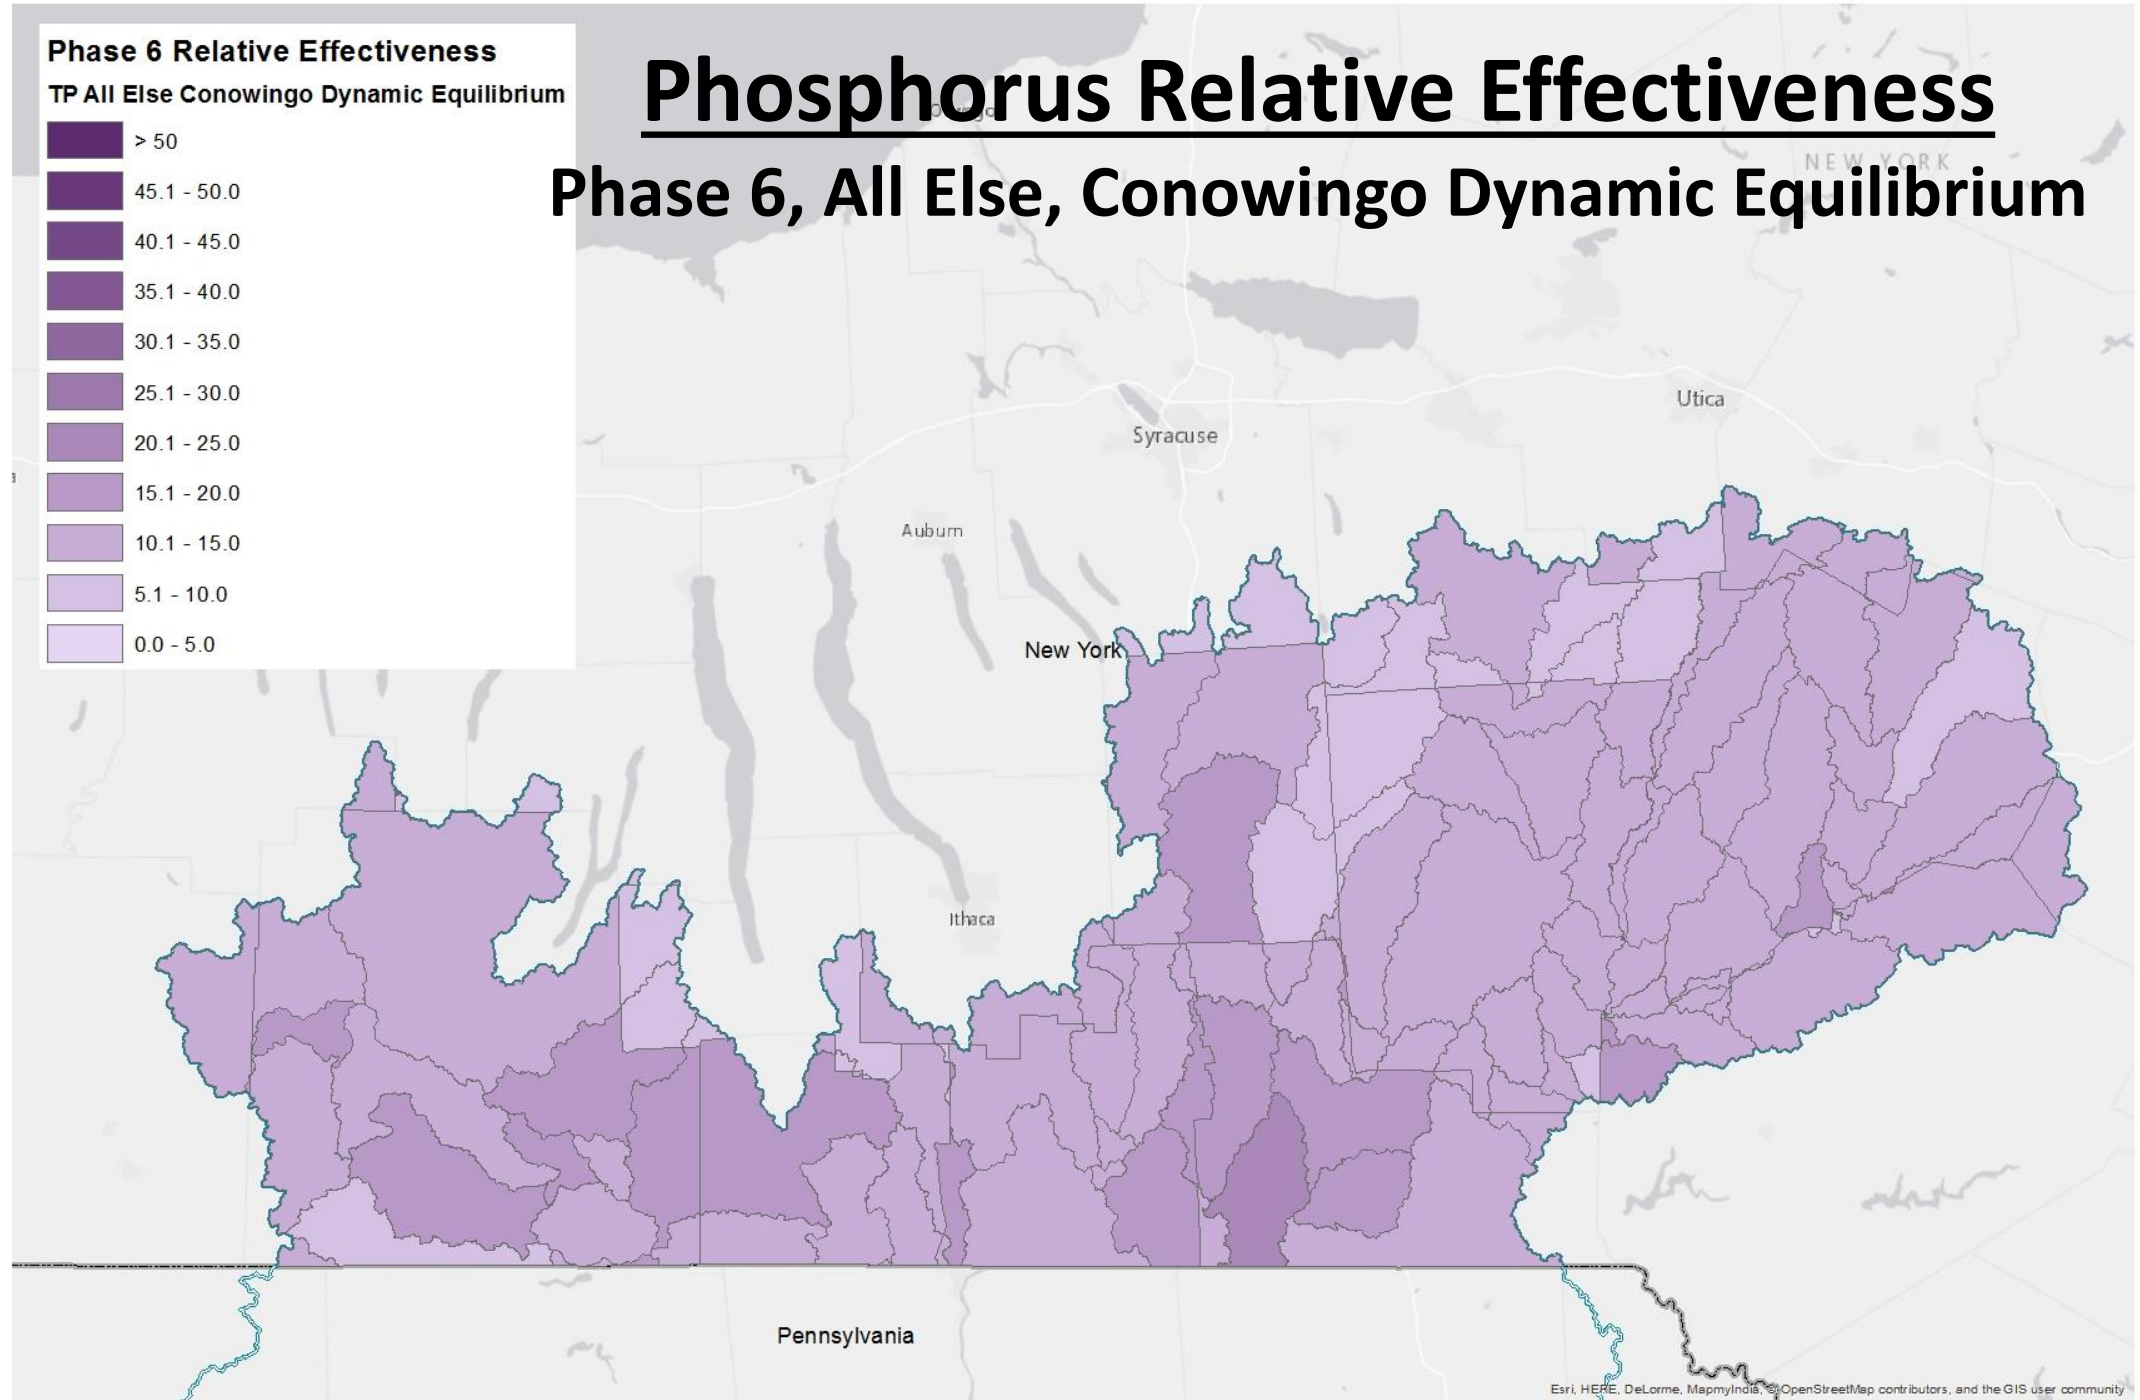 Phosphorus Relative Effectiveness
Phase 6, All Else, Conowingo Dynamic Equilibrium
Phase 6 Relative Effectiveness
TP All Else Conowingo Dynamic Equilibrium
> 50
45.1 - 50.0
40.1 - 45.0
35.1 - 40.0
30.1 - 35.0
25.1 - 30.0
20.1 - 25.0
15.1 - 20.0
10.1 - 15.0
5.1 - 10.0
0.0 - 5.0
NEW YORK
Utica
Syracuse
Auburn
New York
Ithaca
Pennsylvania
Esri, HERE, DeLorme, MapmyIndia, © OpenStreetMap contributors, and the GIS user community